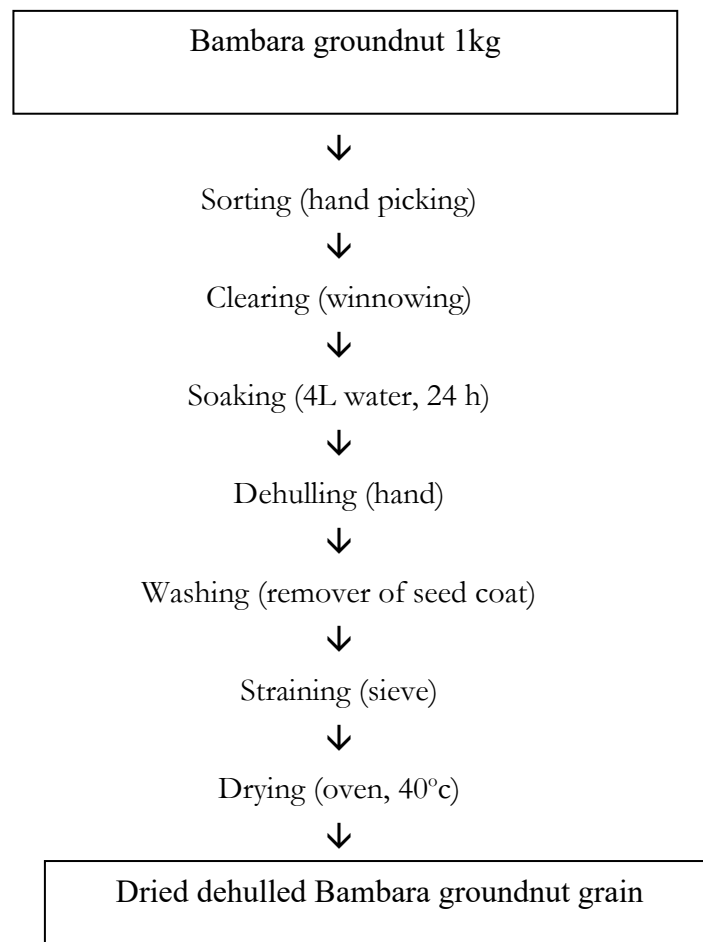 Bambara groundnut 1kg
Sorting (hand picking)
Clearing (winnowing)
Soaking (4L water, 24 h)
Dehulling (hand)
Washing (remover of seed coat)
Straining (sieve)
Drying (oven, 40ºc)
Dried dehulled Bambara groundnut grain